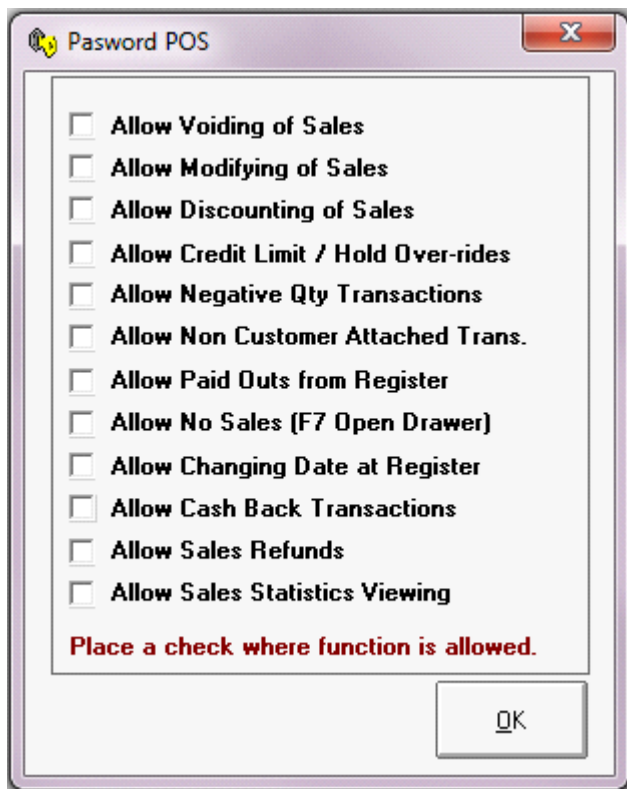 Pasword POS
Allow Voiding of Sales
Allow Modifying of Sales
Allow Discounting of Sales
Allow Credit Limit / Hold Over-rides
Allow Negative Qty Transactions
Allow Non Customer Attached Trans.
Allow Paid Outs from Register
Allow No Sales (F7 Open Drawer)
Allow Changing Date at Register
Allow Cash Back Transactions
Allow Sales Refunds
Allow Sales Statistics Viewing
Place a check where function is allowed.
OK